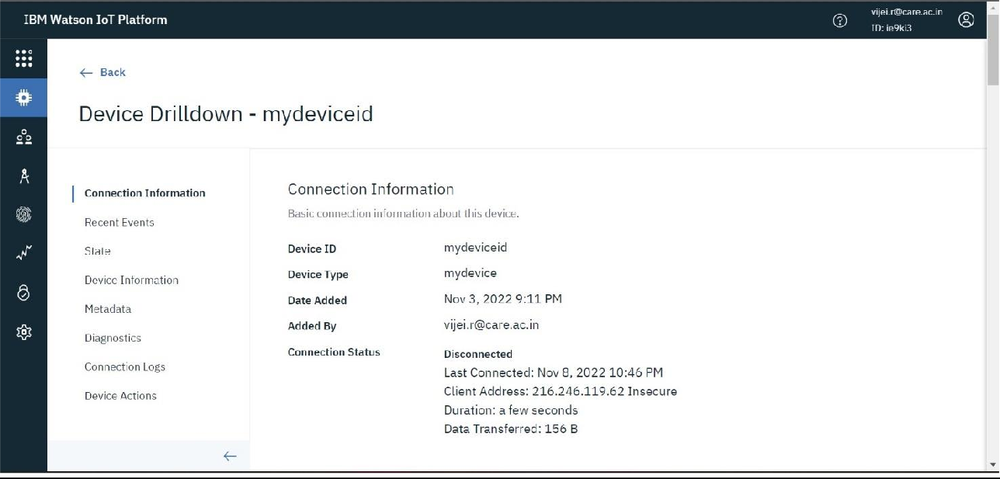 IBM Watson IoT Platform
vijei.r@care.ac.in
ID: ie9ki3
Back
Device Drilldown - mydeviceid
Connection Information
Recent Events
State
Device Information
Metadata
Diagnostics
Connection Logs
Device Actions
Connection Information
Basic connection information about this device.
Device ID mydeviceid
Device Type mydevice
Date Added Nov 3, 2022 9:11 PM
Added By vijei.r@care.ac.in
Connection Status Disconnected
Last Connected: Nov 8, 2022 10:46 PM
Client Address: 216.246.119.62 Insecure
Duration: a few seconds
Data Transferred: 156 B